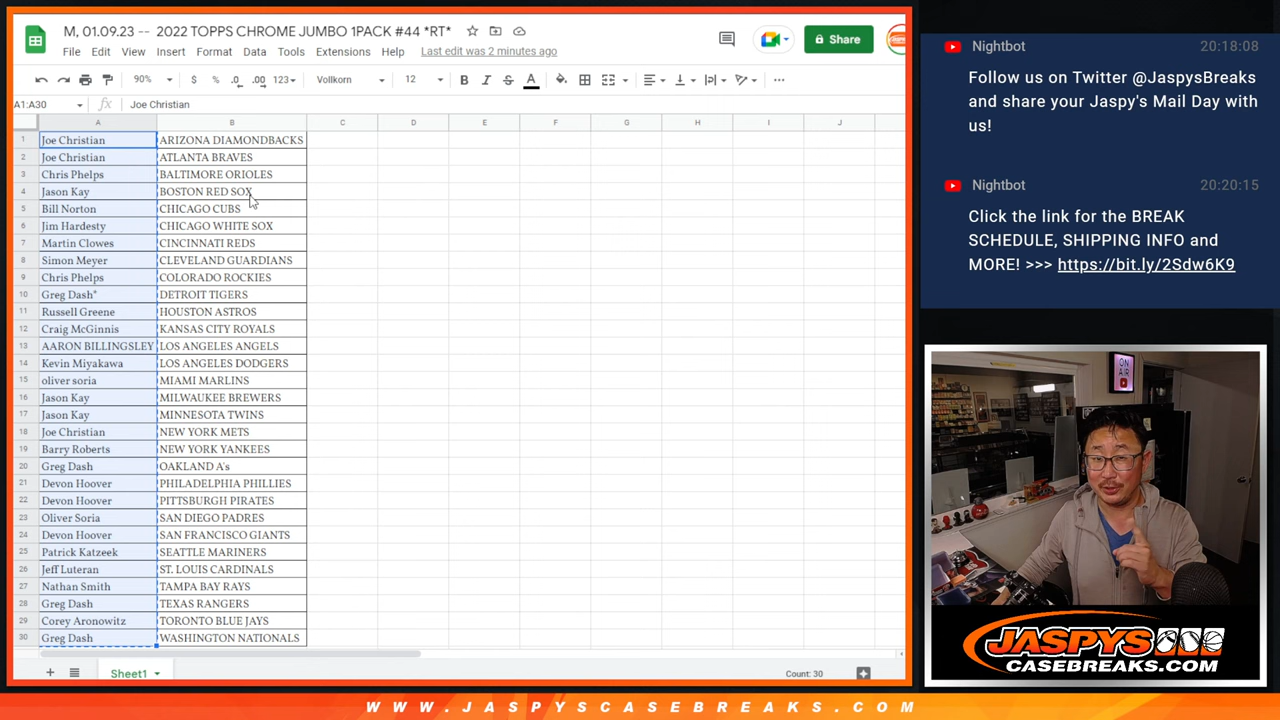 M, 01.09.23 -- 2022 TOPPS CHROME JUMBO 1PACK #44 *RT*
File Edit View Insert Format Data Tools Extensions Help Last edit was 2 minutes ago
Share
90% $ % .0 .00 123 Vollkorn 12 B I S A
A1:A30 fx Joe Christian
A B C D E F G H I J
1 Joe Christian ARIZONA DIAMONDBACKS
2 Joe Christian ATLANTA BRAVES
3 Chris Phelps BALTIMORE ORIOLES
4 Jason Kay BOSTON RED SOX
5 Bill Norton CHICAGO CUBS
6 Jim Hardesty CHICAGO WHITE SOX
7 Martin Clowes CINCINNATI REDS
8 Simon Meyer CLEVELAND GUARDIANS
9 Chris Phelps COLORADO ROCKIES
10 Greg Dash* DETROIT TIGERS
11 Russell Greene HOUSTON ASTROS
12 Craig McGinnis KANSAS CITY ROYALS
13 AARON BILLINGSLEY LOS ANGELES ANGELS
14 Kevin Miyakawa LOS ANGELES DODGERS
15 oliver soria MIAMI MARLINS
16 Jason Kay MILWAUKEE BREWERS
17 Jason Kay MINNESOTA TWINS
18 Joe Christian NEW YORK METS
19 Barry Roberts NEW YORK YANKEES
20 Greg Dash OAKLAND A's
21 Devon Hoover PHILADELPHIA PHILLIES
22 Devon Hoover PITTSBURGH PIRATES
23 Oliver Soria SAN DIEGO PADRES
24 Devon Hoover SAN FRANCISCO GIANTS
25 Patrick Katzeek SEATTLE MARINERS
26 Jeff Luteran ST. LOUIS CARDINALS
27 Nathan Smith TAMPA BAY RAYS
28 Greg Dash TEXAS RANGERS
29 Corey Aronowitz TORONTO BLUE JAYS
30 Greg Dash WASHINGTON NATIONALS
Sheet1
Count: 30
Nightbot 20:18:08
Follow us on Twitter @JaspysBreaks
and share your Jaspy's Mail Day with
us!
Nightbot 20:20:15
Click the link for the BREAK
SCHEDULE, SHIPPING INFO and
MORE! >>> https://bit.ly/2Sdw6K9
ON
AIR
JASPYS
CASEBREAKS.COM
WWW.JASPYSCASEBREAKS.COM